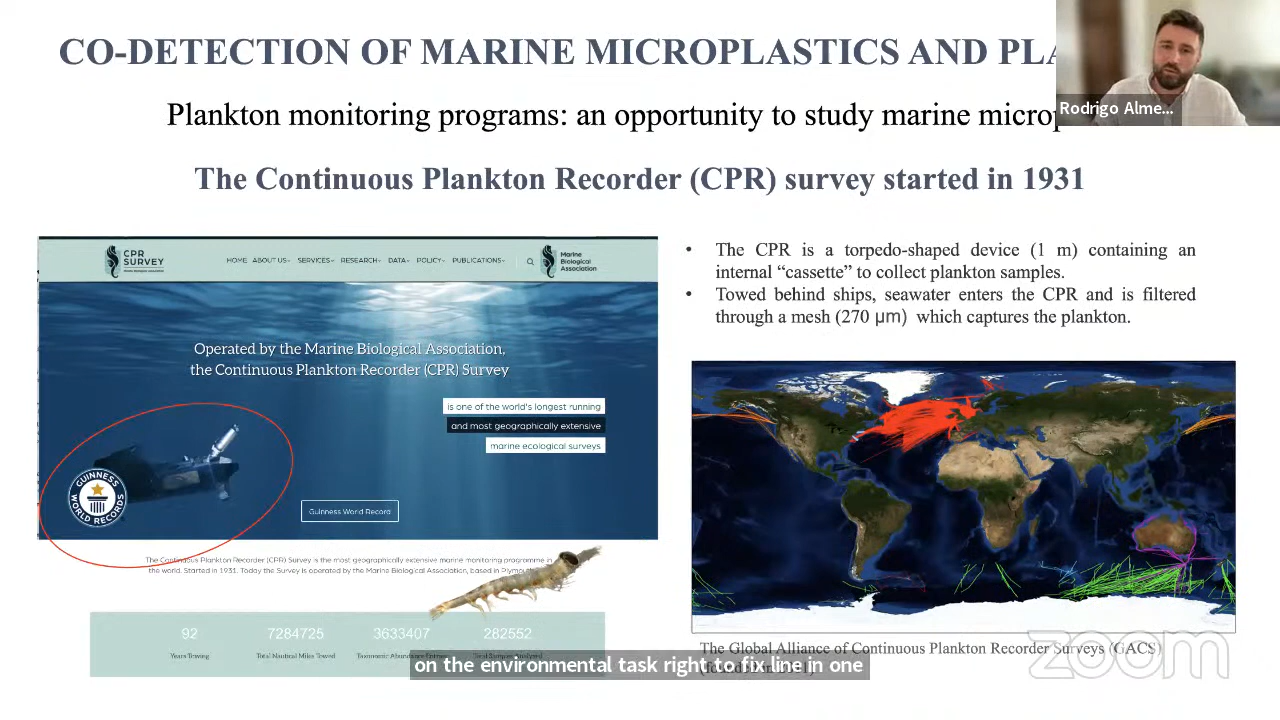 CO-DETECTION OF MARINE MICROPLASTICS AND PLA
Rodrigo Alme...
Plankton monitoring programs: an opportunity to study marine microp
The Continuous Plankton Recorder (CPR) survey started in 1931
CPR
SURVEY
HOME ABOUT US SERVICES RESEARCH DATA POLICY PUBLICATIONS
Marine
Biological
Association
Operated by the Marine Biological Association,
the Continuous Plankton Recorder (CPR) Survey
is one of the world's longest running
and most geographically extensive
marine ecological surveys
GUINNESS
WORLD RECORDS
Guinness World Record
The Continuous Plankton Recorder (CPR) Survey is the most geographically extensive marine monitoring programme in
the world. Started in 1931. Today the Survey is operated by the Marine Biological Association, based in
92 7284725 3633407 282552
Years Towing Total Nautical Miles Towed Taxonomic Abundance
• The CPR is a torpedo-shaped device (1 m) containing an
internal “cassette” to collect plankton samples.
• Towed behind ships, seawater enters the CPR and is filtered
through a mesh (270 μm) which captures the plankton.
The Global Alliance of Continuous Plankton Recorder Surveys (GACS)
on the environmental task right to fix line in one
zoom